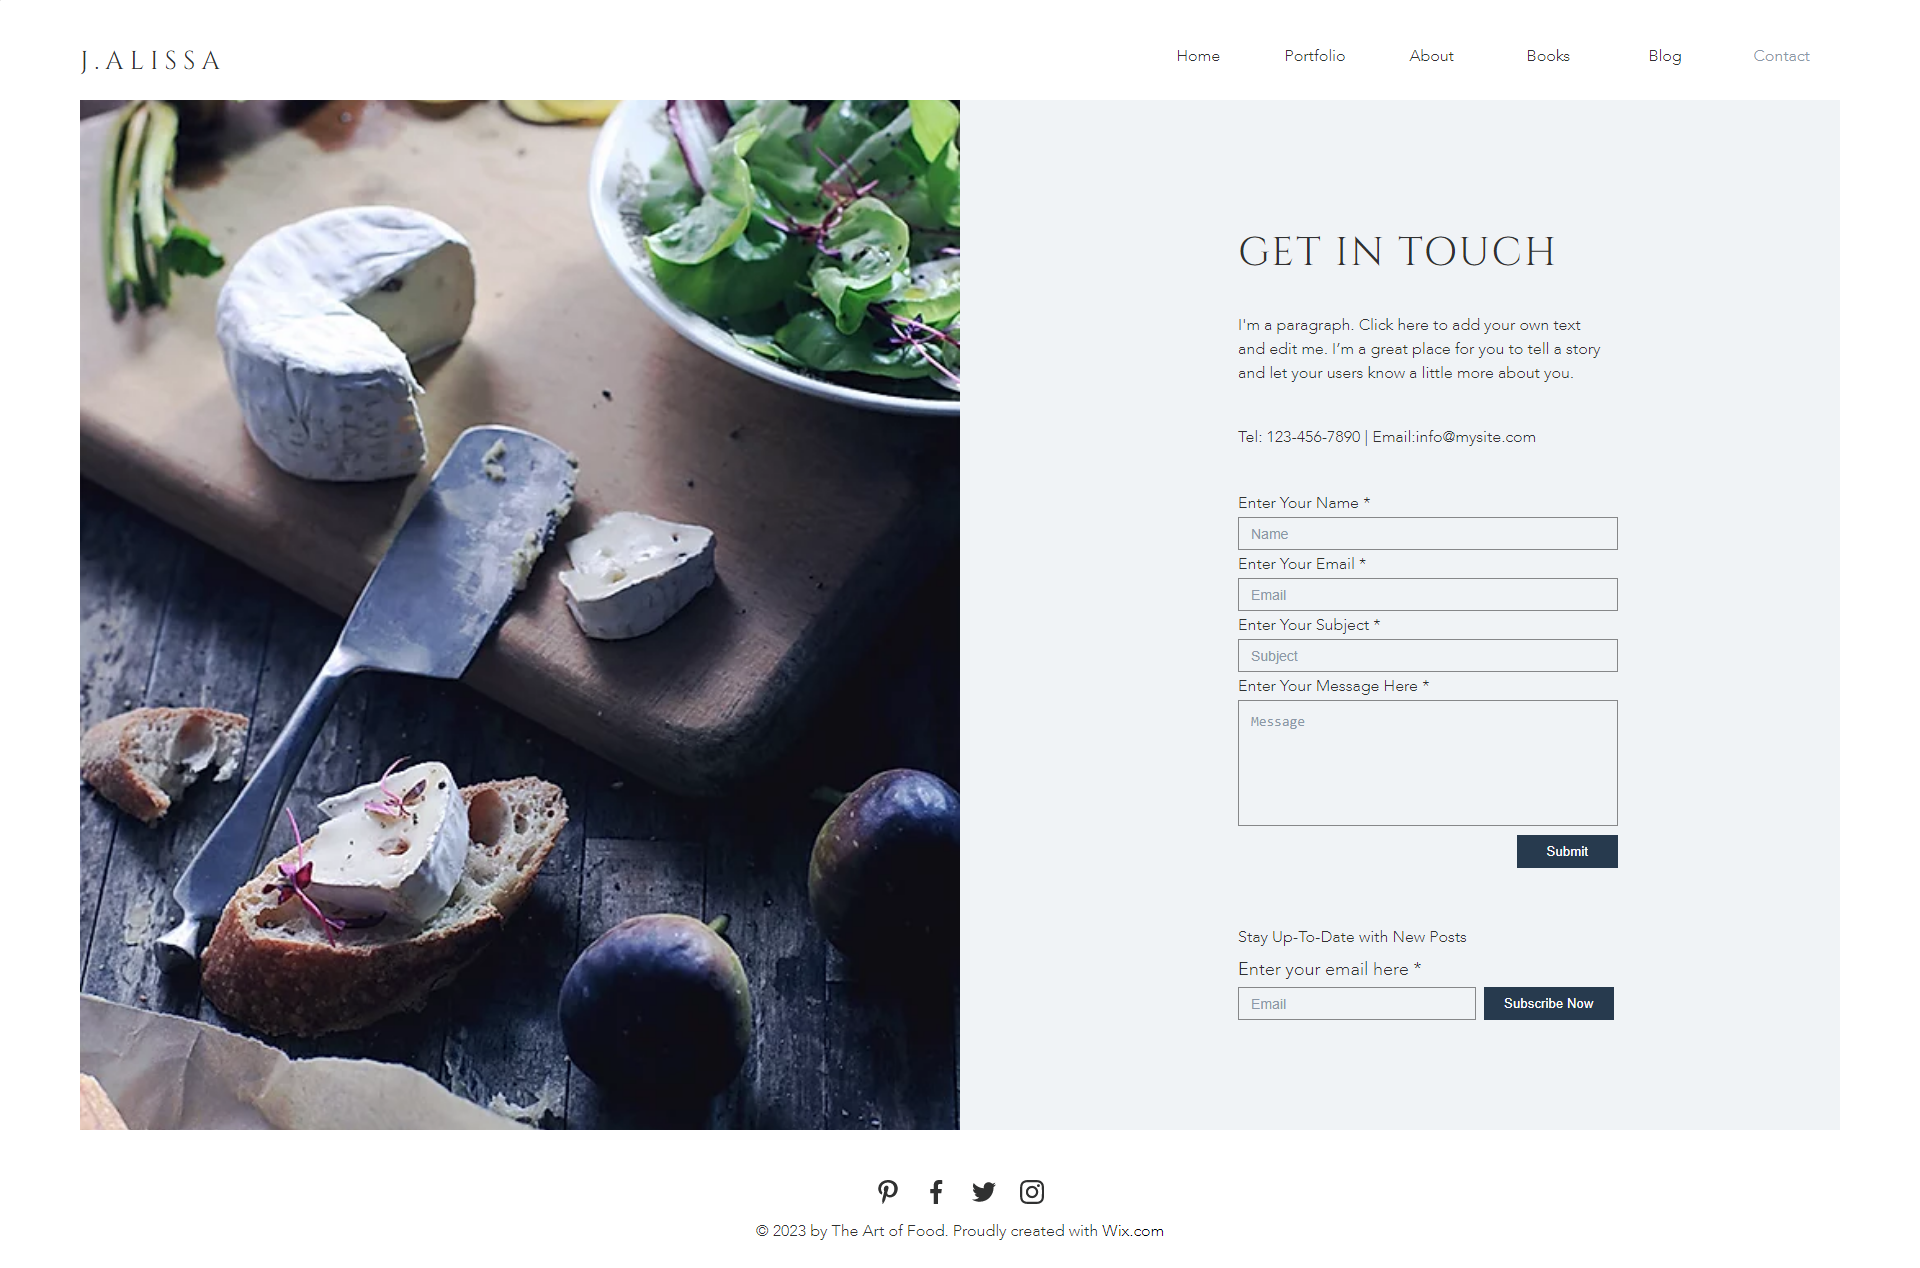 J.ALISSA
Home Portfolio About Books Blog Contact
GET IN TOUCH
I'm a paragraph. Click here to add your own text
and edit me. I’m a great place for you to tell a story
and let your users know a little more about you.
Tel: 123-456-7890 | Email:info@mysite.com
Enter Your Name *
Name
Enter Your Email *
Email
Enter Your Subject *
Subject
Enter Your Message Here *
Message
Submit
Stay Up-To-Date with New Posts
Enter your email here *
Email Subscribe Now
© 2023 by The Art of Food. Proudly created with Wix.com